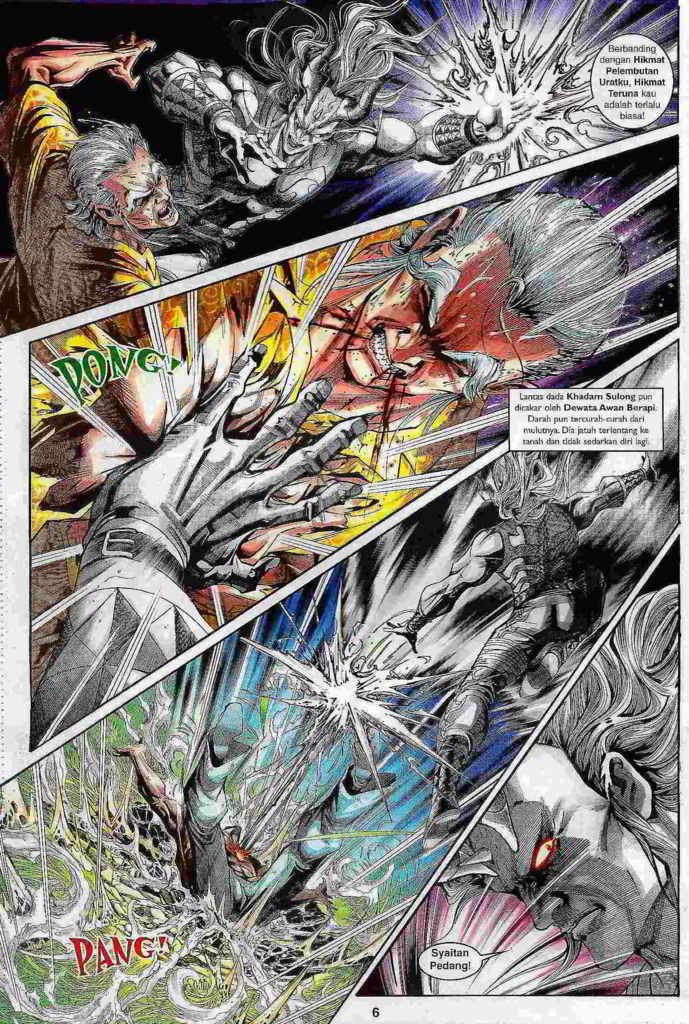 Berbanding
dengan Hikmat
Pelembutan
Uratku, Hikmat
Teruna kau
adalah terlalu
biasa!
PONG!
Lantas dada Khadam Sulong pun
dicakar oleh Dewata Awan Berapi.
Darah pun tercurah-curah dari
mulutnya. Dia jatuh terlentang ke
tanah dan tidak sedarkan diri lagi.
PANG!
Syaitan
Pedang!
6